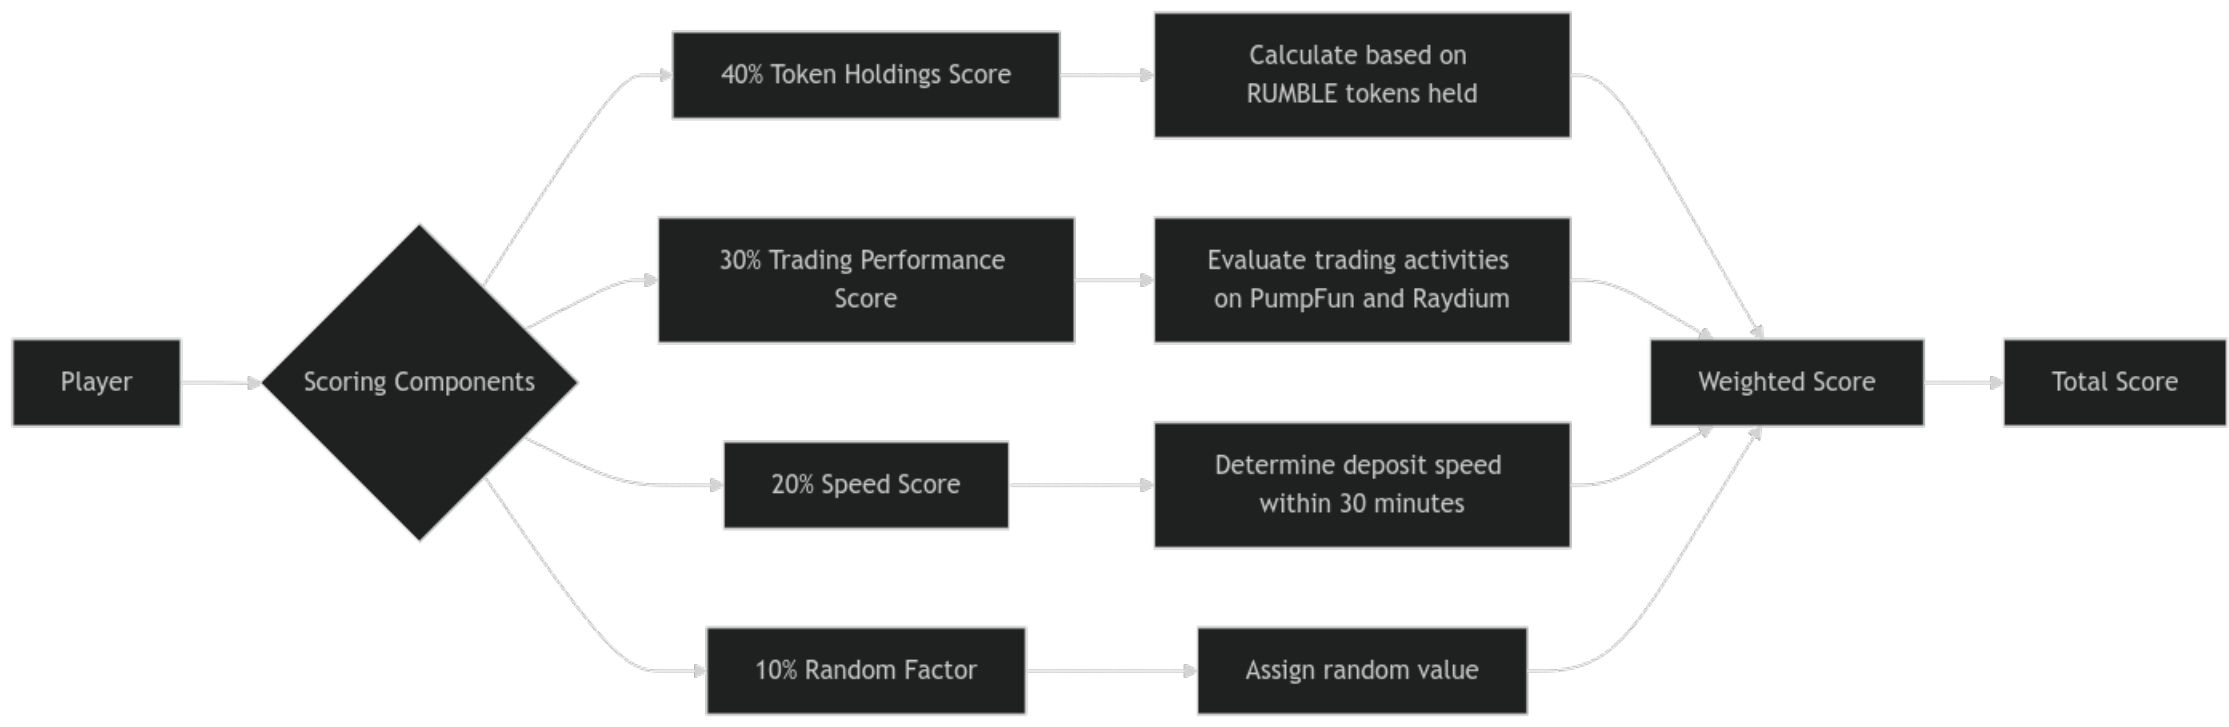 Player
Scoring Components
40% Token Holdings Score
Calculate based on
RUMBLE tokens held
30% Trading Performance
Score
Evaluate trading activities
on PumpFun and Raydium
20% Speed Score
Determine deposit speed
within 30 minutes
10% Random Factor
Assign random value
Weighted Score
Total Score